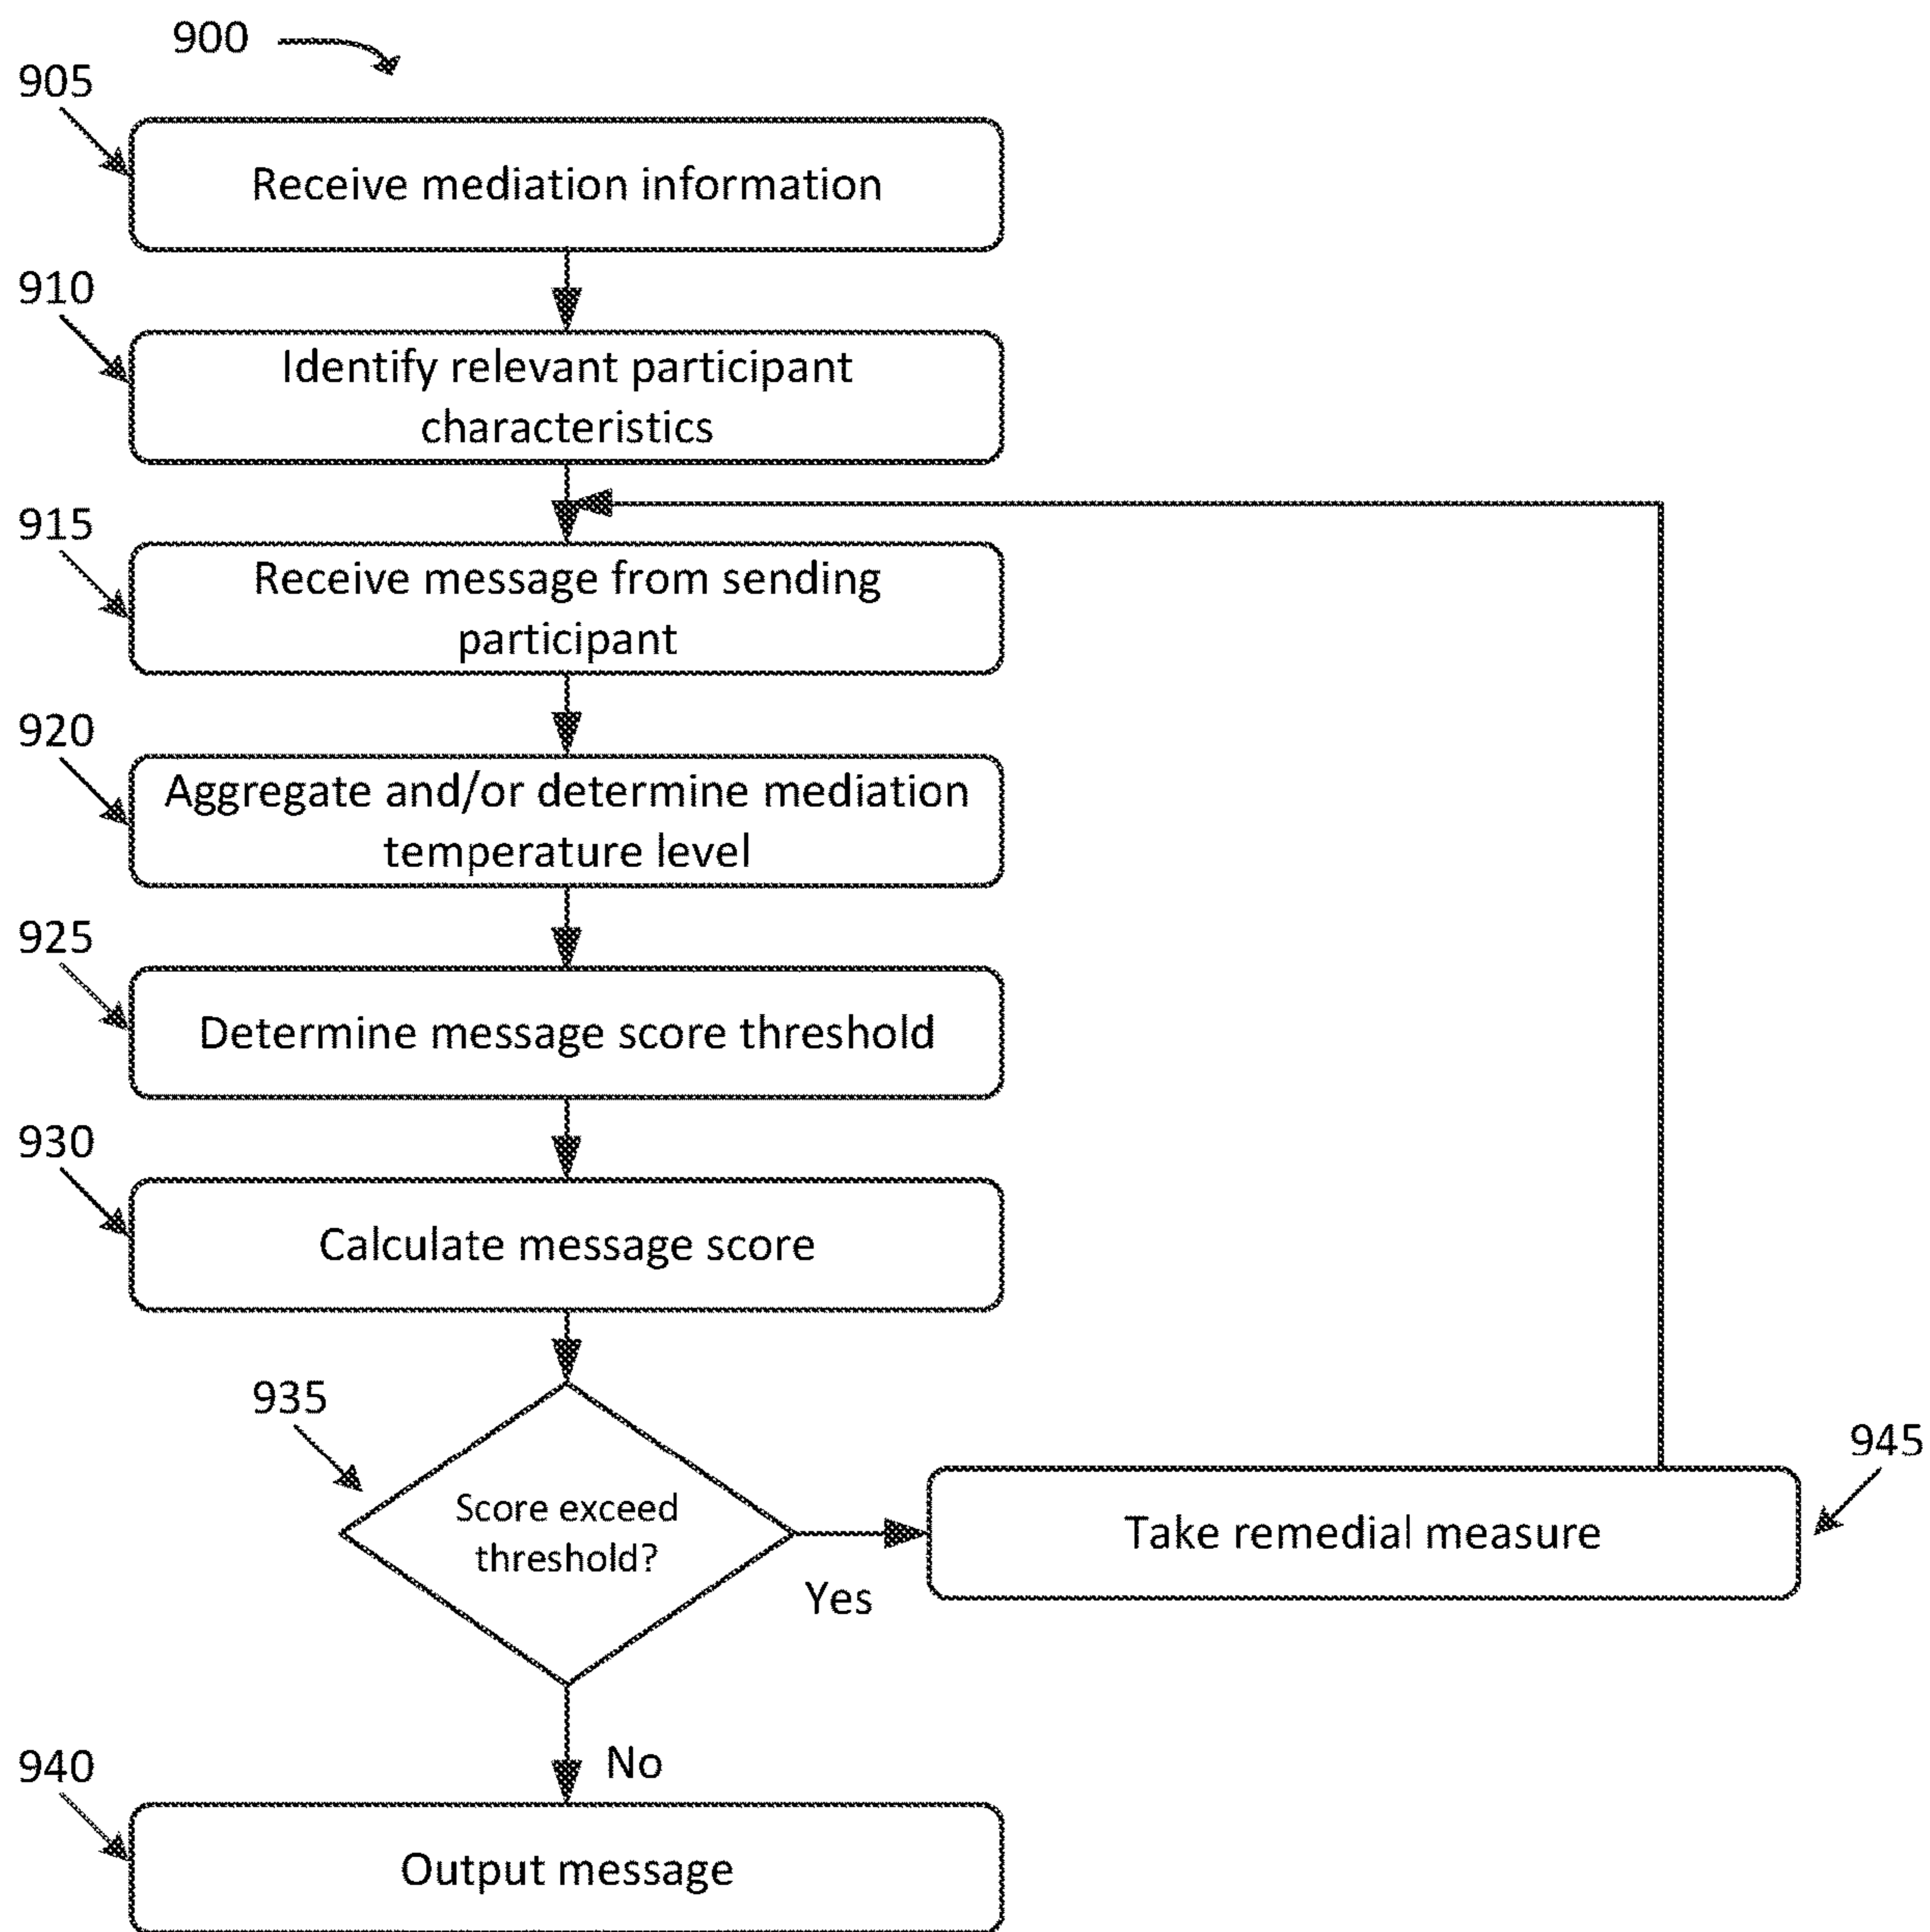 900
905
Receive mediation information
910
Identify relevant participant
characteristics
915
Receive message from sending
participant
920
Aggregate and/or determine mediation
temperature level
925
Determine message score threshold
930
Calculate message score
935
Score exceed
threshold?
Yes
945
Take remedial measure
No
940
Output message